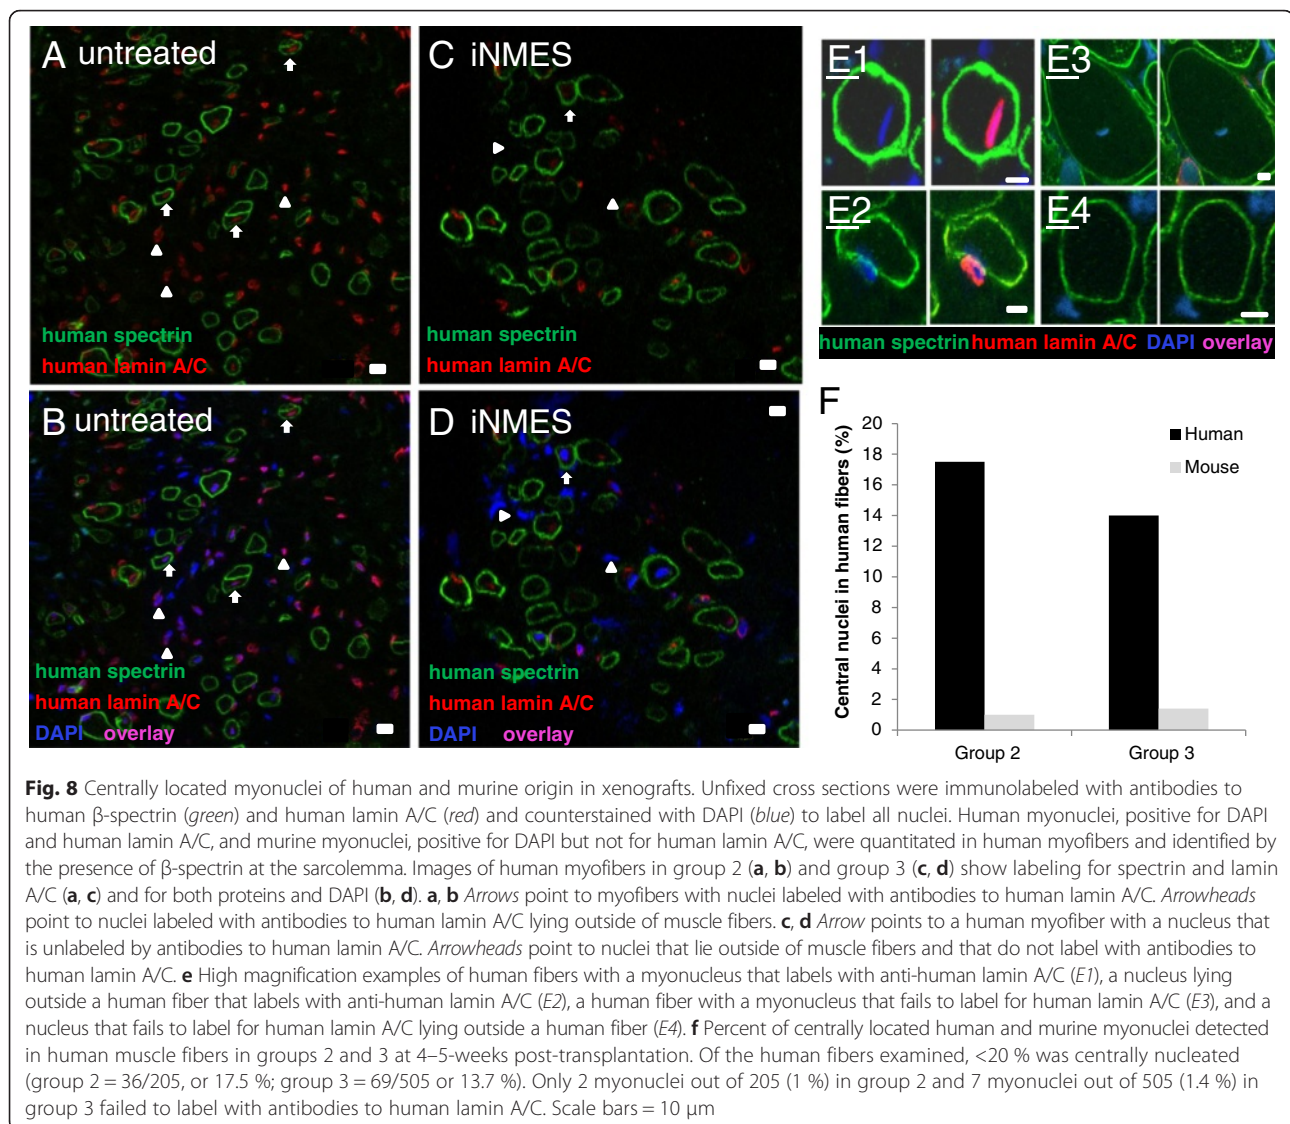 A untreated
human spectrin
human lamin A/C
C iNMES
human spectrin
human lamin A/C
B untreated
human spectrin
human lamin A/C
DAPI overlay
D iNMES
human spectrin
human lamin A/C
DAPI overlay
E1
E3
E2
E4
human spectrin human lamin A/C DAPI overlay
F
Central nuclei in human fibers (%)
20
18
16
14
12
10
8
6
4
2
0
Human
Mouse
Group 2
Group 3
Fig. 8 Centrally located myonuclei of human and murine origin in xenografts. Unfixed cross sections were immunolabeled with antibodies to
human β-spectrin (green) and human lamin A/C (red) and counterstained with DAPI (blue) to label all nuclei. Human myonuclei, positive for DAPI
and human lamin A/C, and murine myonuclei, positive for DAPI but not for human lamin A/C, were quantitated in human myofibers and identified by
the presence of β-spectrin at the sarcolemma. Images of human myofibers in group 2 (a, b) and group 3 (c, d) show labeling for spectrin and lamin
A/C (a, c) and for both proteins and DAPI (b, d). a, b Arrows point to myofibers with nuclei labeled with antibodies to human lamin A/C. Arrowheads
point to nuclei labeled with antibodies to human lamin A/C lying outside of muscle fibers. c, d Arrow points to a human myofiber with a nucleus that
is unlabeled by antibodies to human lamin A/C. Arrowheads point to nuclei that lie outside of muscle fibers and that do not label with antibodies to
human lamin A/C. e High magnification examples of human fibers with a myonucleus that labels with anti-human lamin A/C (E1), a nucleus lying
outside a human fiber that labels with anti-human lamin A/C (E2), a human fiber with a myonucleus that fails to label for human lamin A/C (E3), and a
nucleus that fails to label for human lamin A/C lying outside a human fiber (E4). f Percent of centrally located human and murine myonuclei detected
in human muscle fibers in groups 2 and 3 at 4–5-weeks post-transplantation. Of the human fibers examined, <20 % was centrally nucleated
(group 2 = 36/205, or 17.5 %; group 3 = 69/505 or 13.7 %). Only 2 myonuclei out of 205 (1 %) in group 2 and 7 myonuclei out of 505 (1.4 %) in
group 3 failed to label with antibodies to human lamin A/C. Scale bars = 10 μm